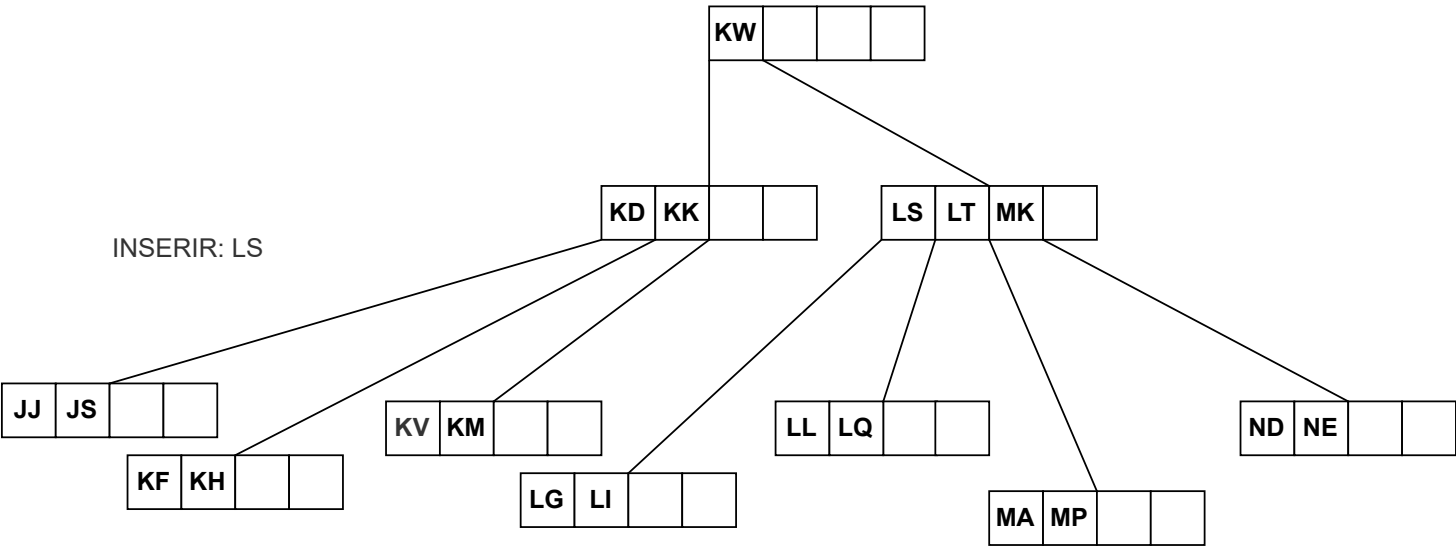 KW
KD KK
LS LT MK
INSERIR: LS
JJ JS
KV KM
LL LQ
ND NE
KF KH
LG LI
MA MP